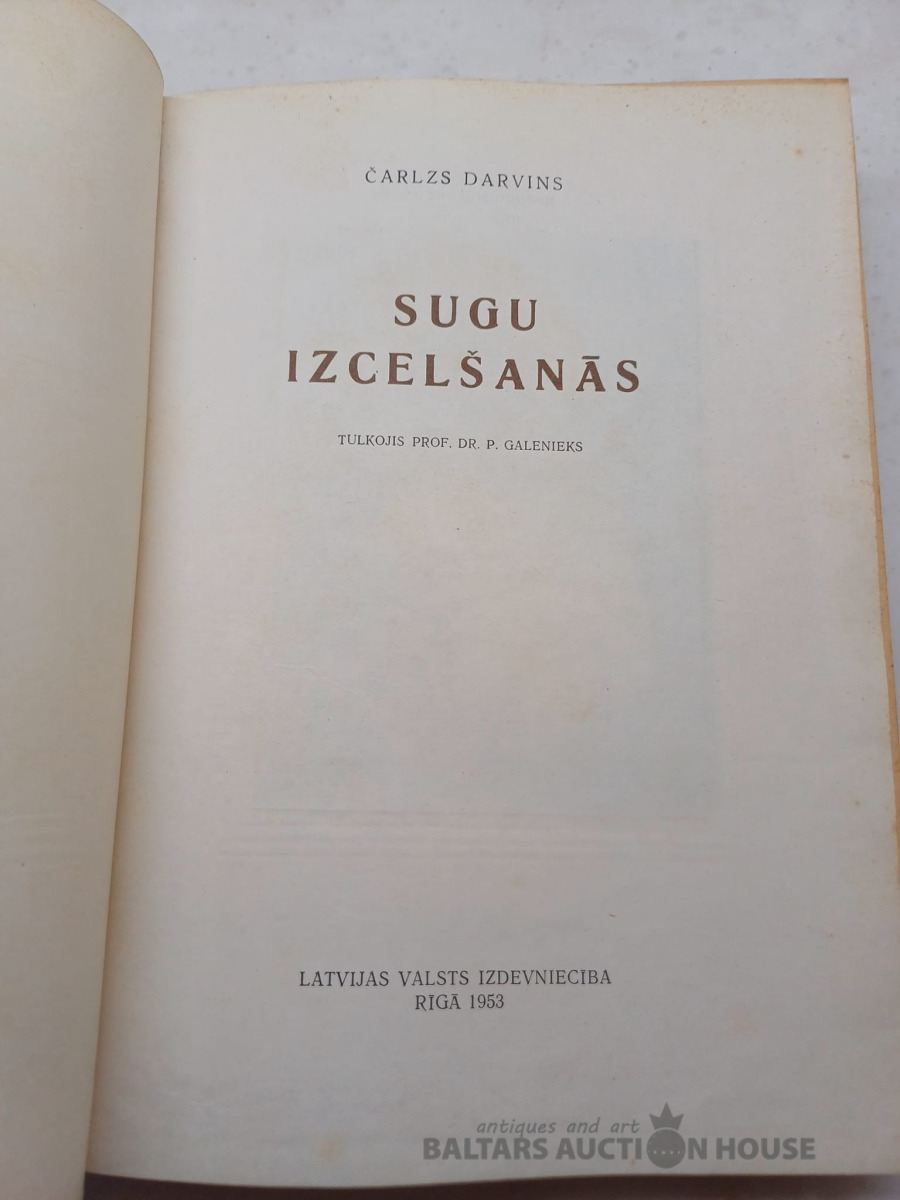 ČARLZS DARVINS
SUGU
IZCELŠANĀS
TULKOJIS PROF. DR. P. GALENIEKS
LATVIJAS VALSTS IZDEVNIECĪBA
RĪGĀ 1953
antiques and art
BALTARS AUCTION HOUSE